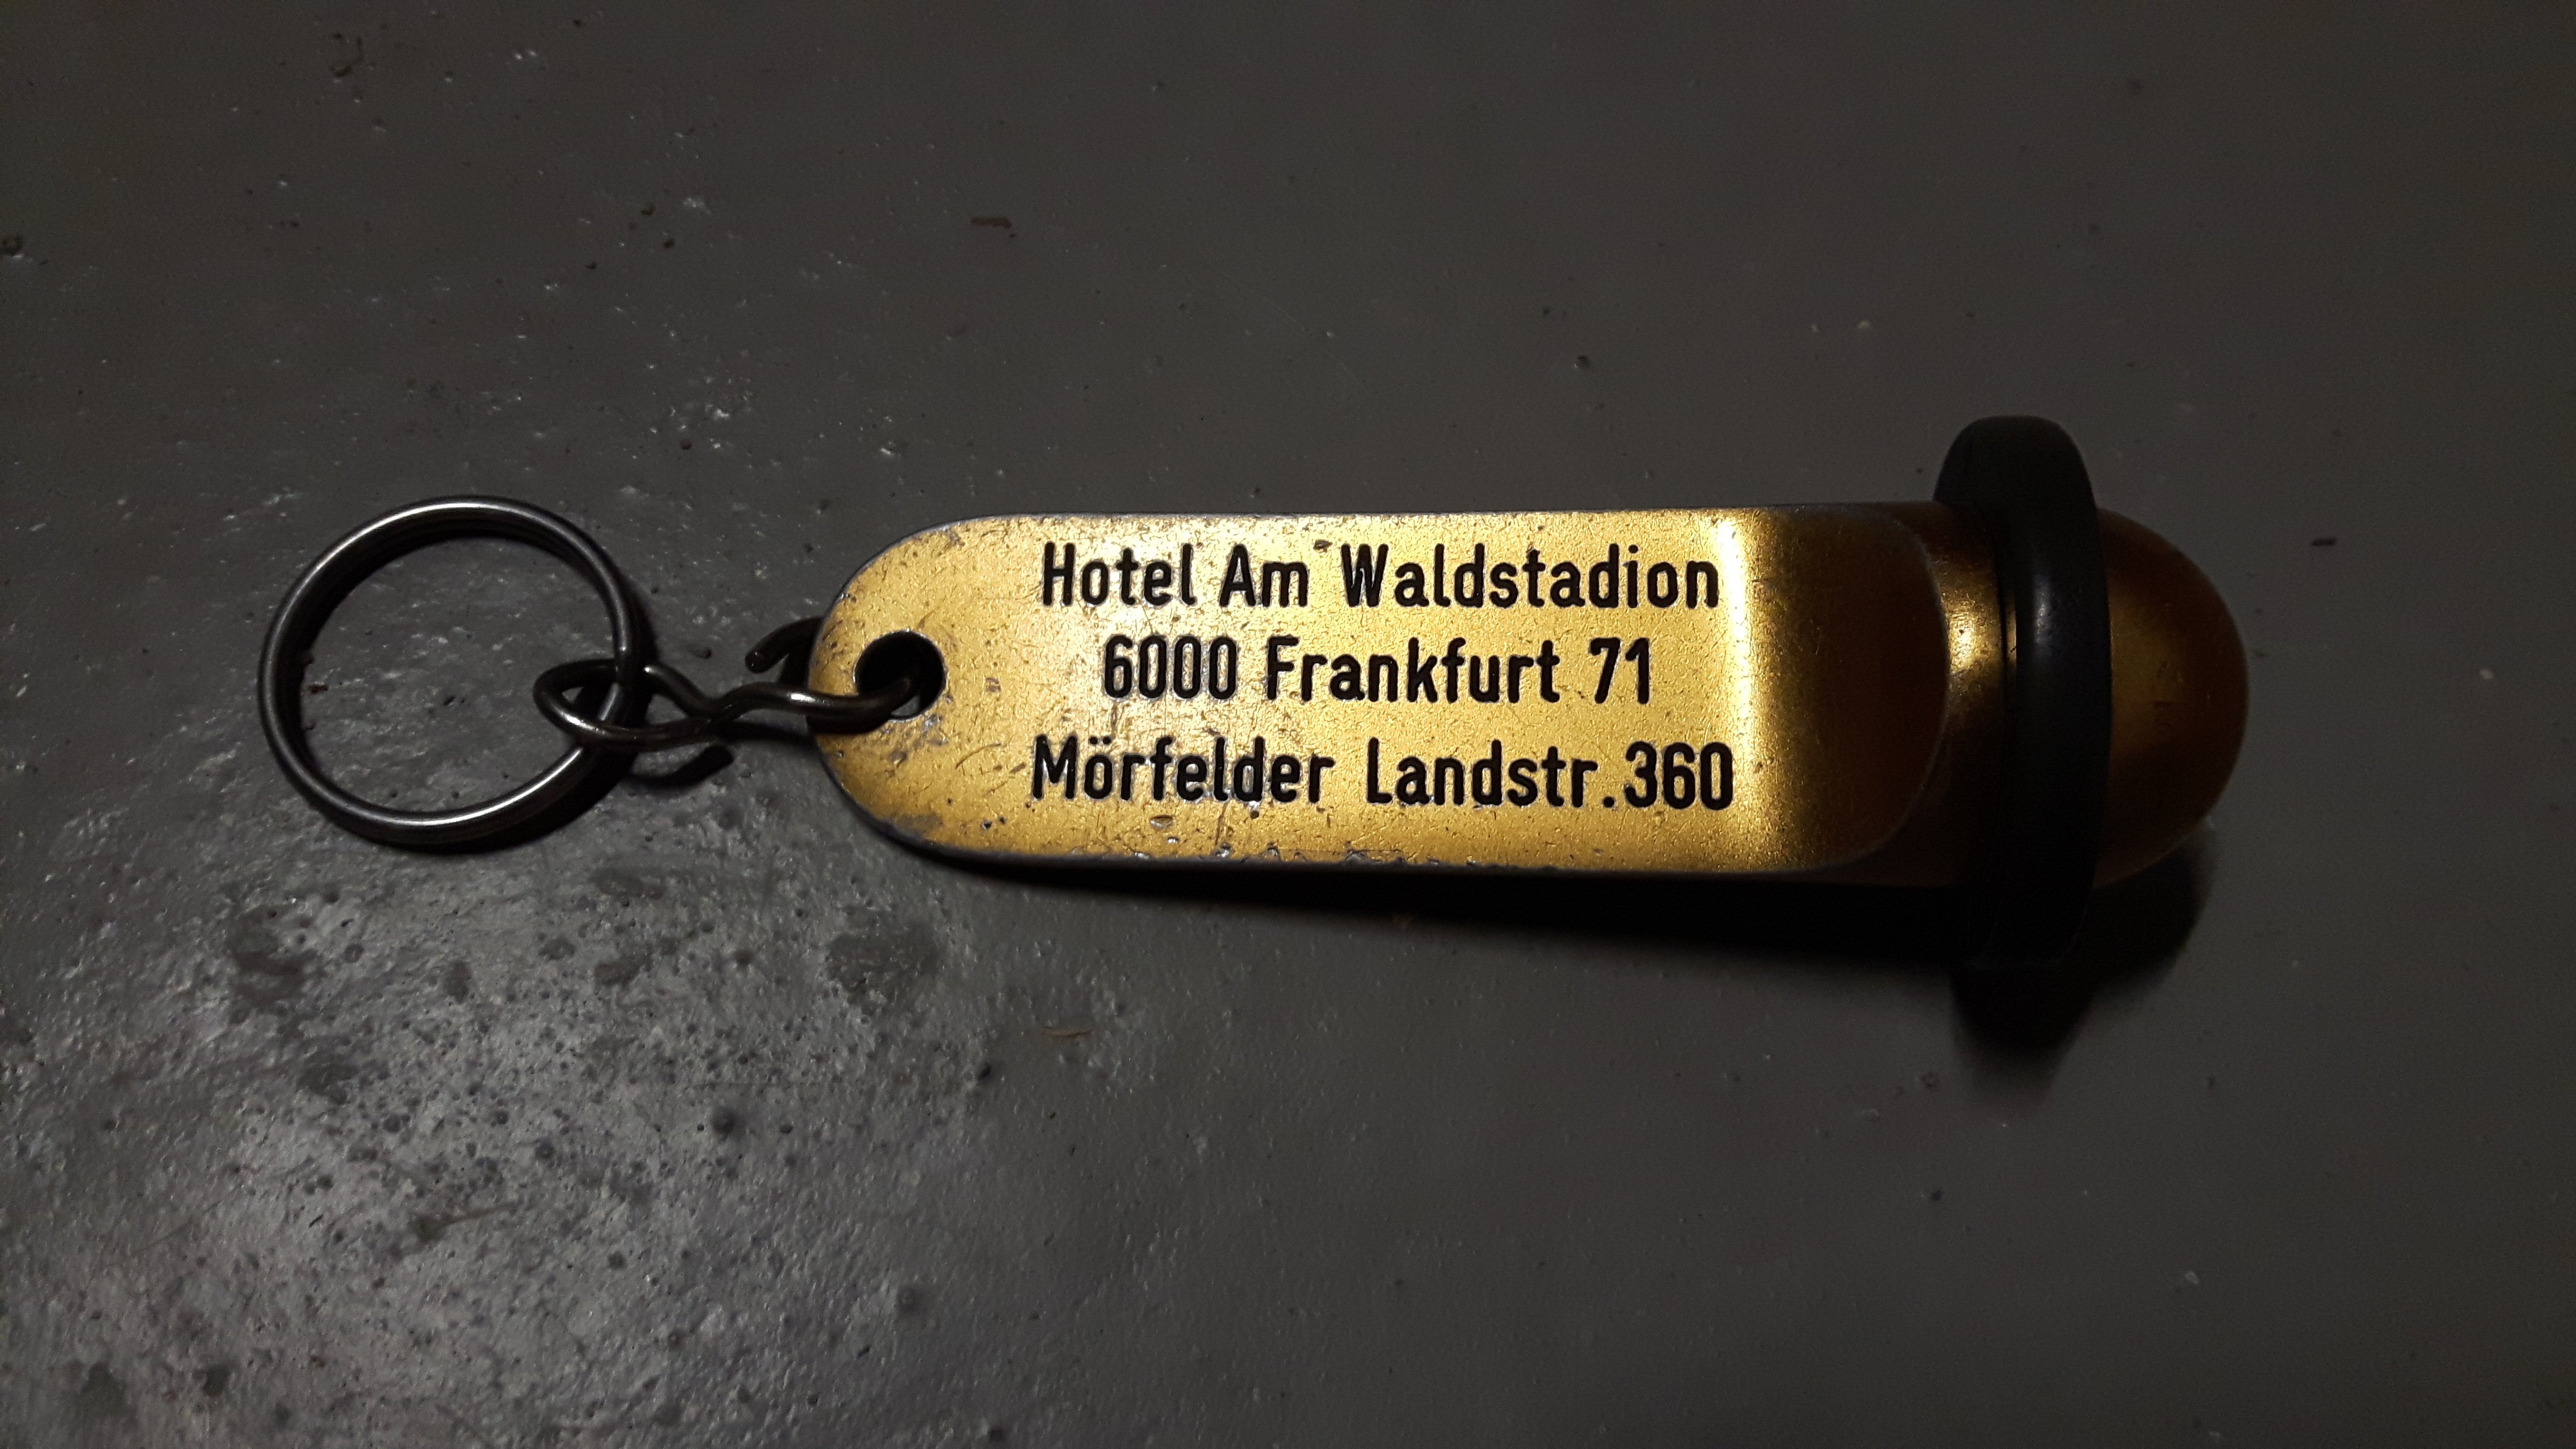 Hotel Am Waldstadion
6000 Frankfurt 71
Mörfelder Landstr.360